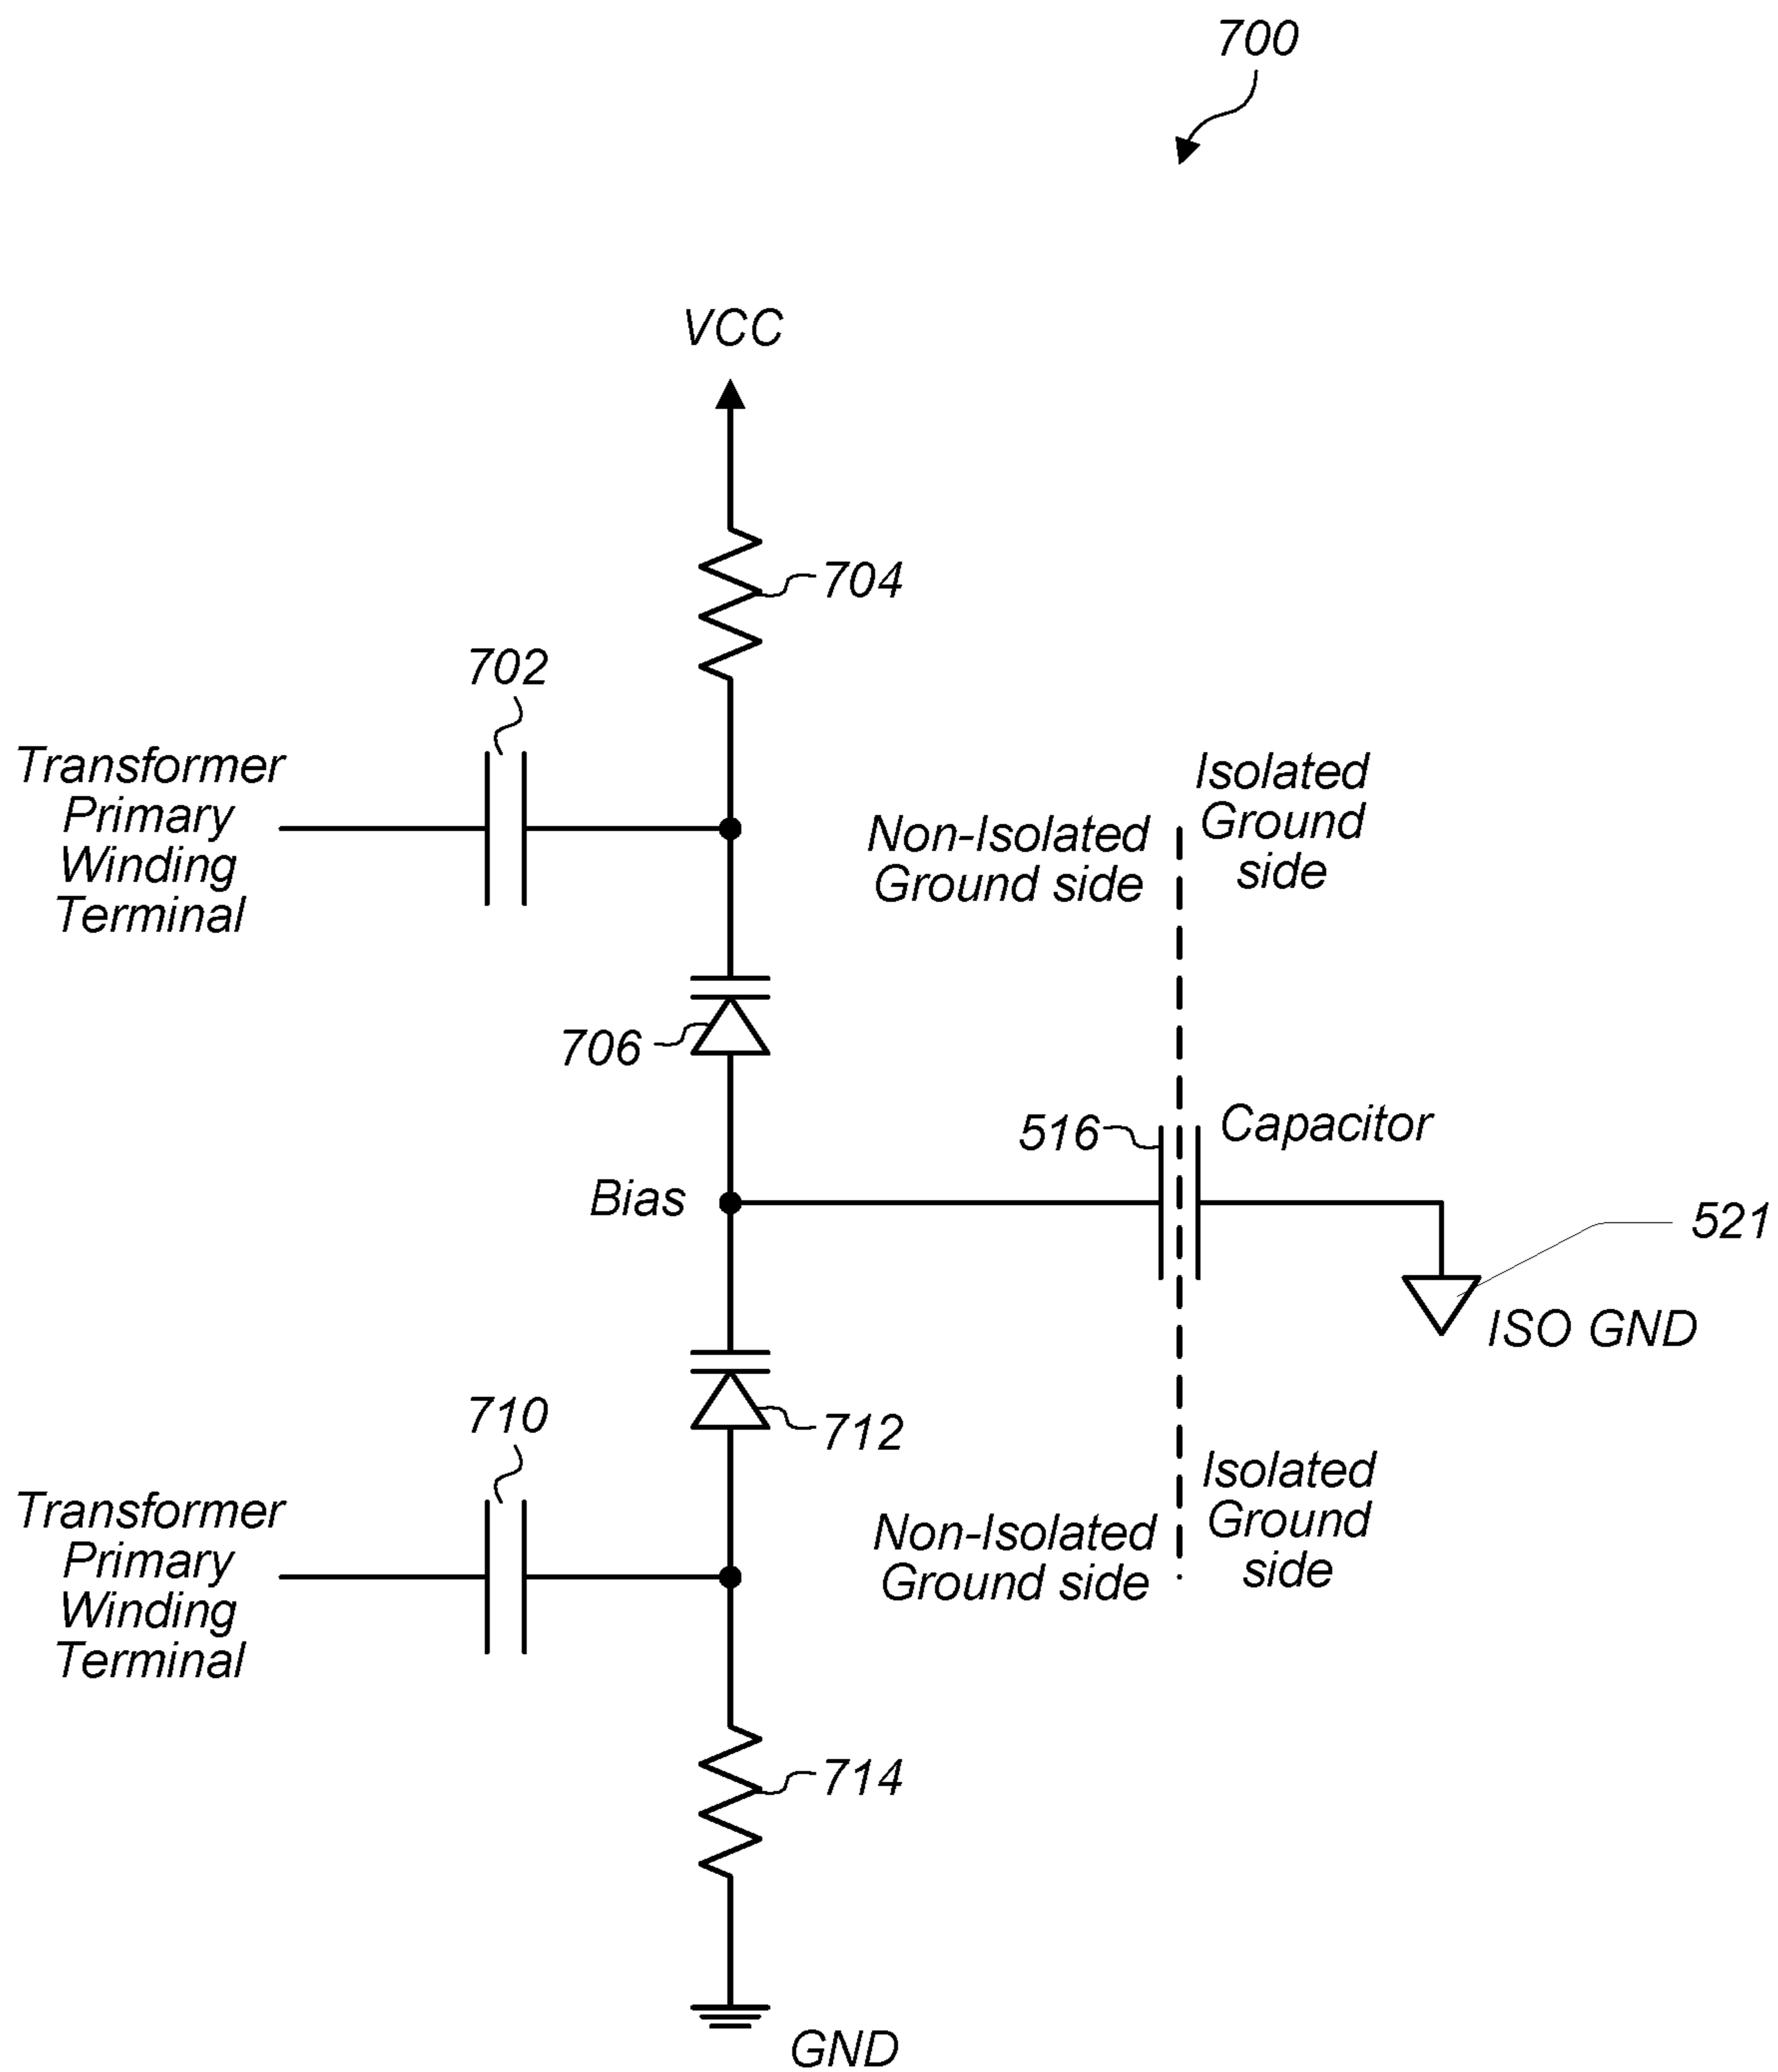 700
VCC
704
702
Transformer
Primary
Winding
Terminal
Non-Isolated
Ground side
Isolated
Ground
side
706
516
Capacitor
Bias
521
ISO GND
710
712
Transformer
Primary
Winding
Terminal
Non-Isolated
Ground side
Isolated
Ground
side
714
GND